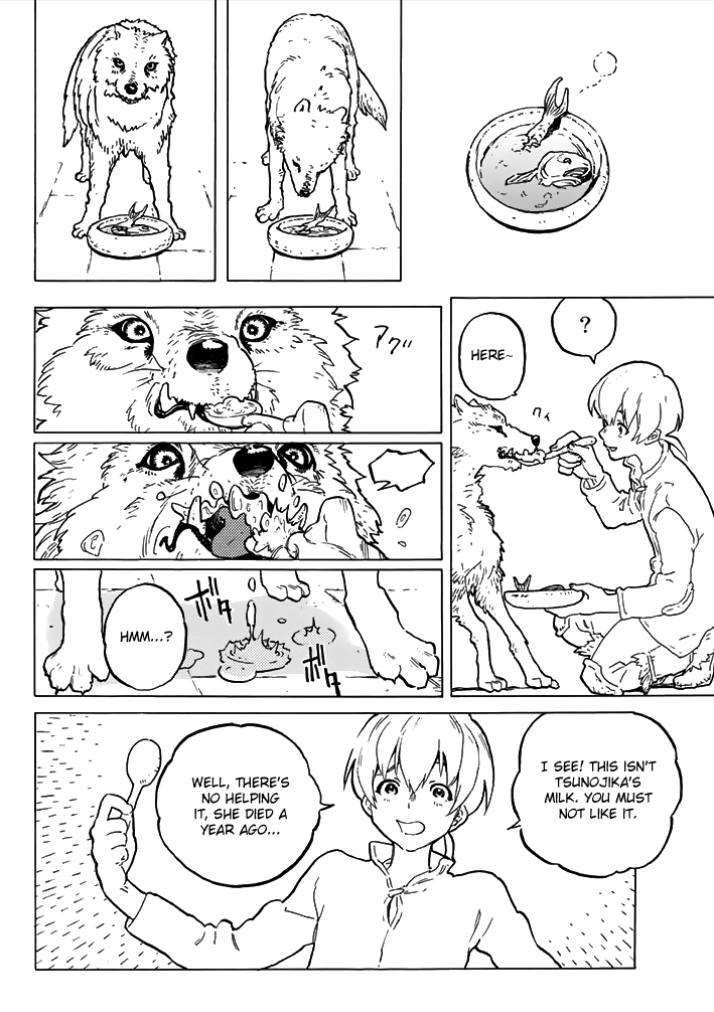 ?
HERE~
クイ
アグ"
HMM...?
ボタ
ボタ
I SEE! THIS ISN'T
TSUNOJIKA'S
MILK. YOU MUST
NOT LIKE IT.
WELL, THERE'S
NO HELPING
IT, SHE DIED A
YEAR AGO...